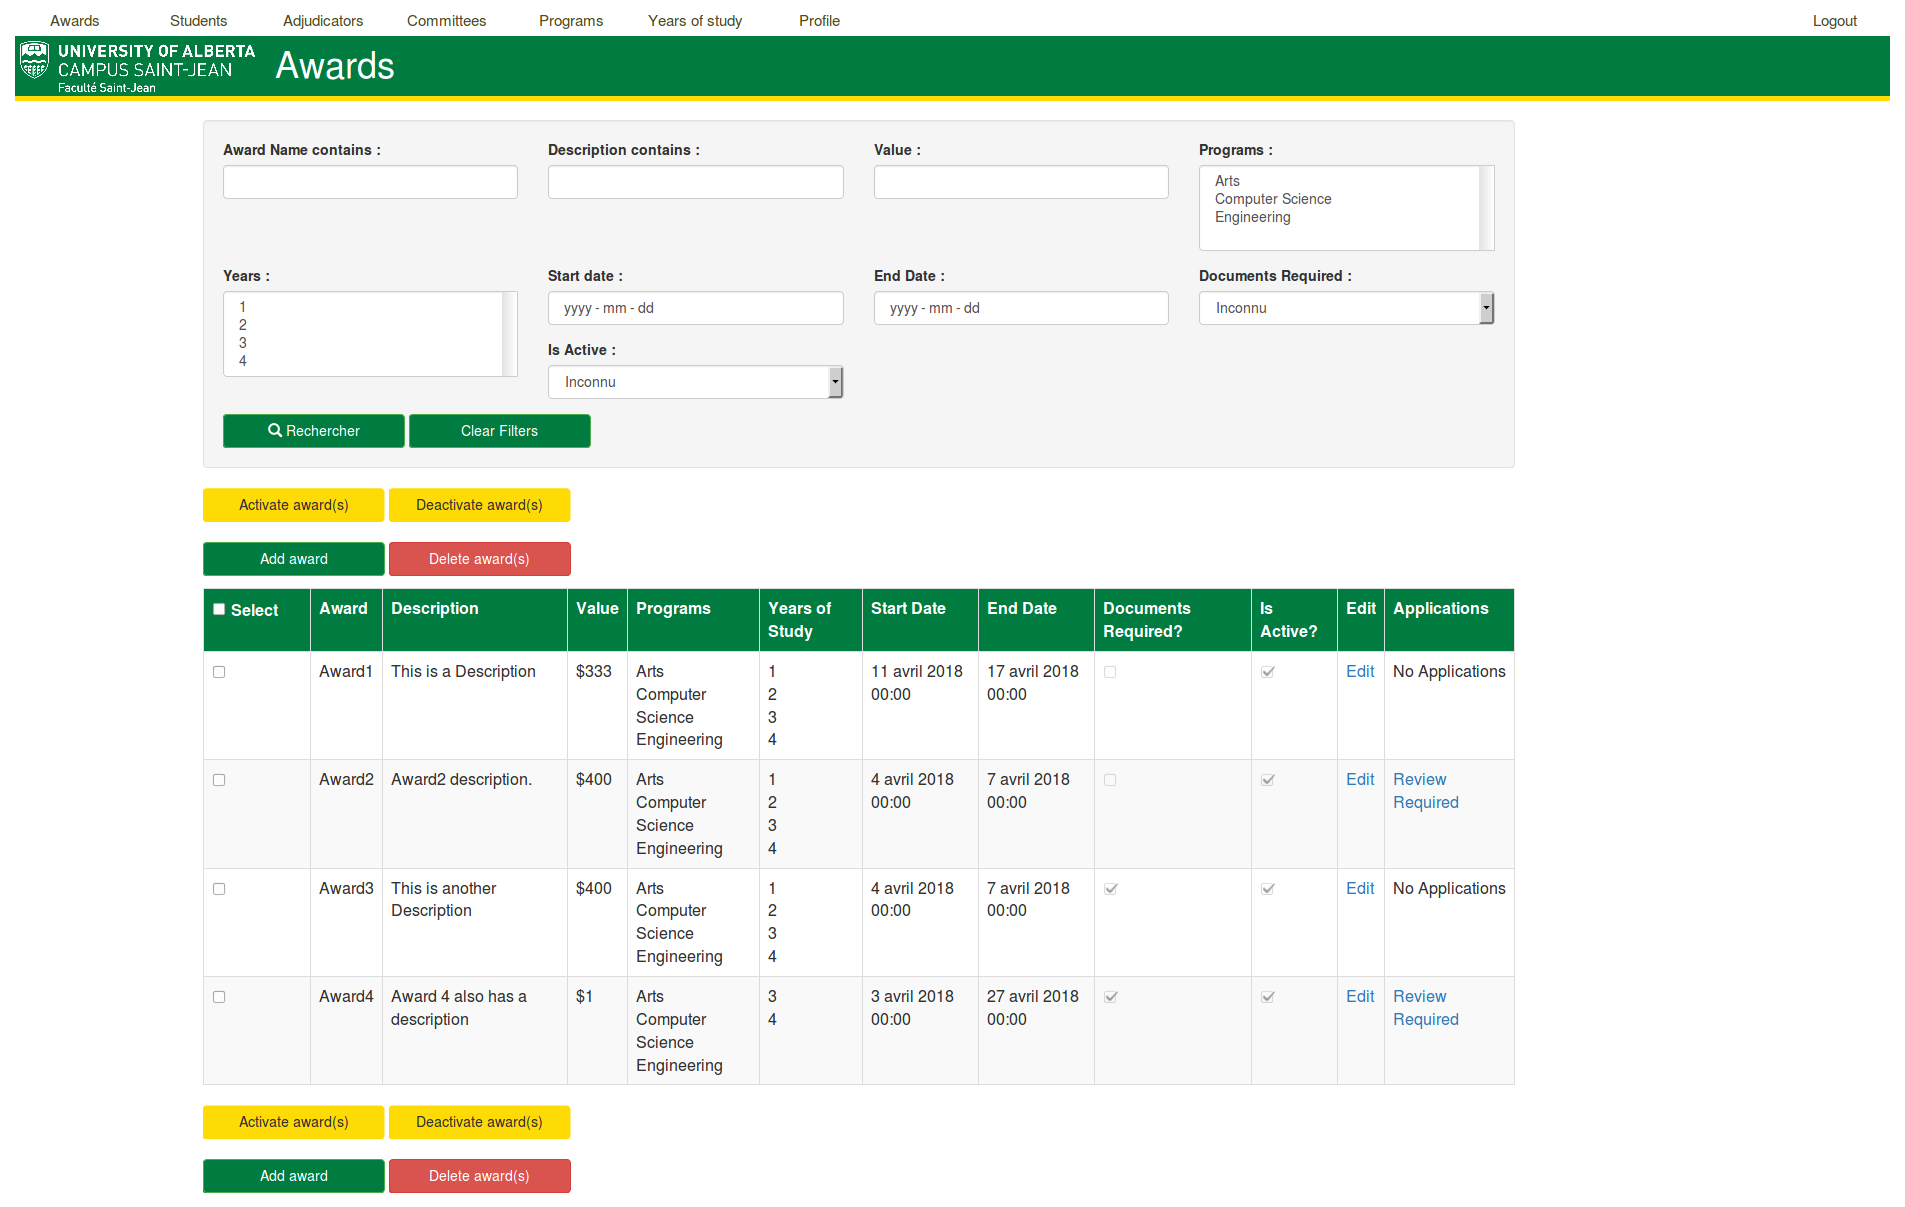 Awards Students Adjudicators Committees Programs Years of study Profile Logout
UNIVERSITY OF ALBERTA
CAMPUS SAINT-JEAN
Faculté Saint-Jean
Awards
Award Name contains : Description contains : Value : Programs :
Arts
Computer Science
Engineering
Years : Start date : End Date : Documents Required :
1
2
3
4
yyyy - mm - dd yyyy - mm - dd Inconnu
Is Active :
Inconnu
Rechercher Clear Filters
Activate award(s) Deactivate award(s)
Add award Delete award(s)
Select Award Description Value Programs Years of Study Start Date End Date Documents Required? Is Active? Edit Applications
Award1 This is a Description $333 Arts 1 11 avril 2018 17 avril 2018 Edit No Applications
Computer 2 00:00 00:00
Science 3
Engineering 4
Award2 Award2 description. $400 Arts 1 4 avril 2018 7 avril 2018 Edit Review
Computer 2 00:00 00:00 Required
Science 3
Engineering 4
Award3 This is another $400 Arts 1 4 avril 2018 7 avril 2018 Edit No Applications
Description Computer 2 00:00 00:00
Science 3
Engineering 4
Award4 Award 4 also has a $1 Arts 3 3 avril 2018 27 avril 2018 Edit Review
description Computer 4 00:00 00:00 Required
Science
Engineering
Activate award(s) Deactivate award(s)
Add award Delete award(s)